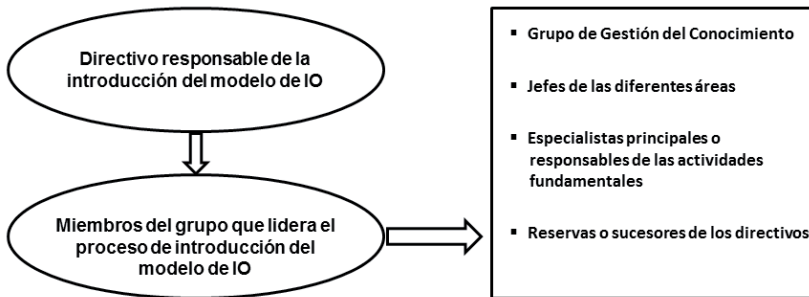 Directivo responsable de la
introducción del modelo de IO
Miembros del grupo que lidera el
proceso de introducción del
modelo de IO
▪ Grupo de Gestión del Conocimiento
▪ Jefes de las diferentes áreas
▪ Especialistas principales o
responsables de las actividades
fundamentales
▪ Reservas o sucesores de los directivos